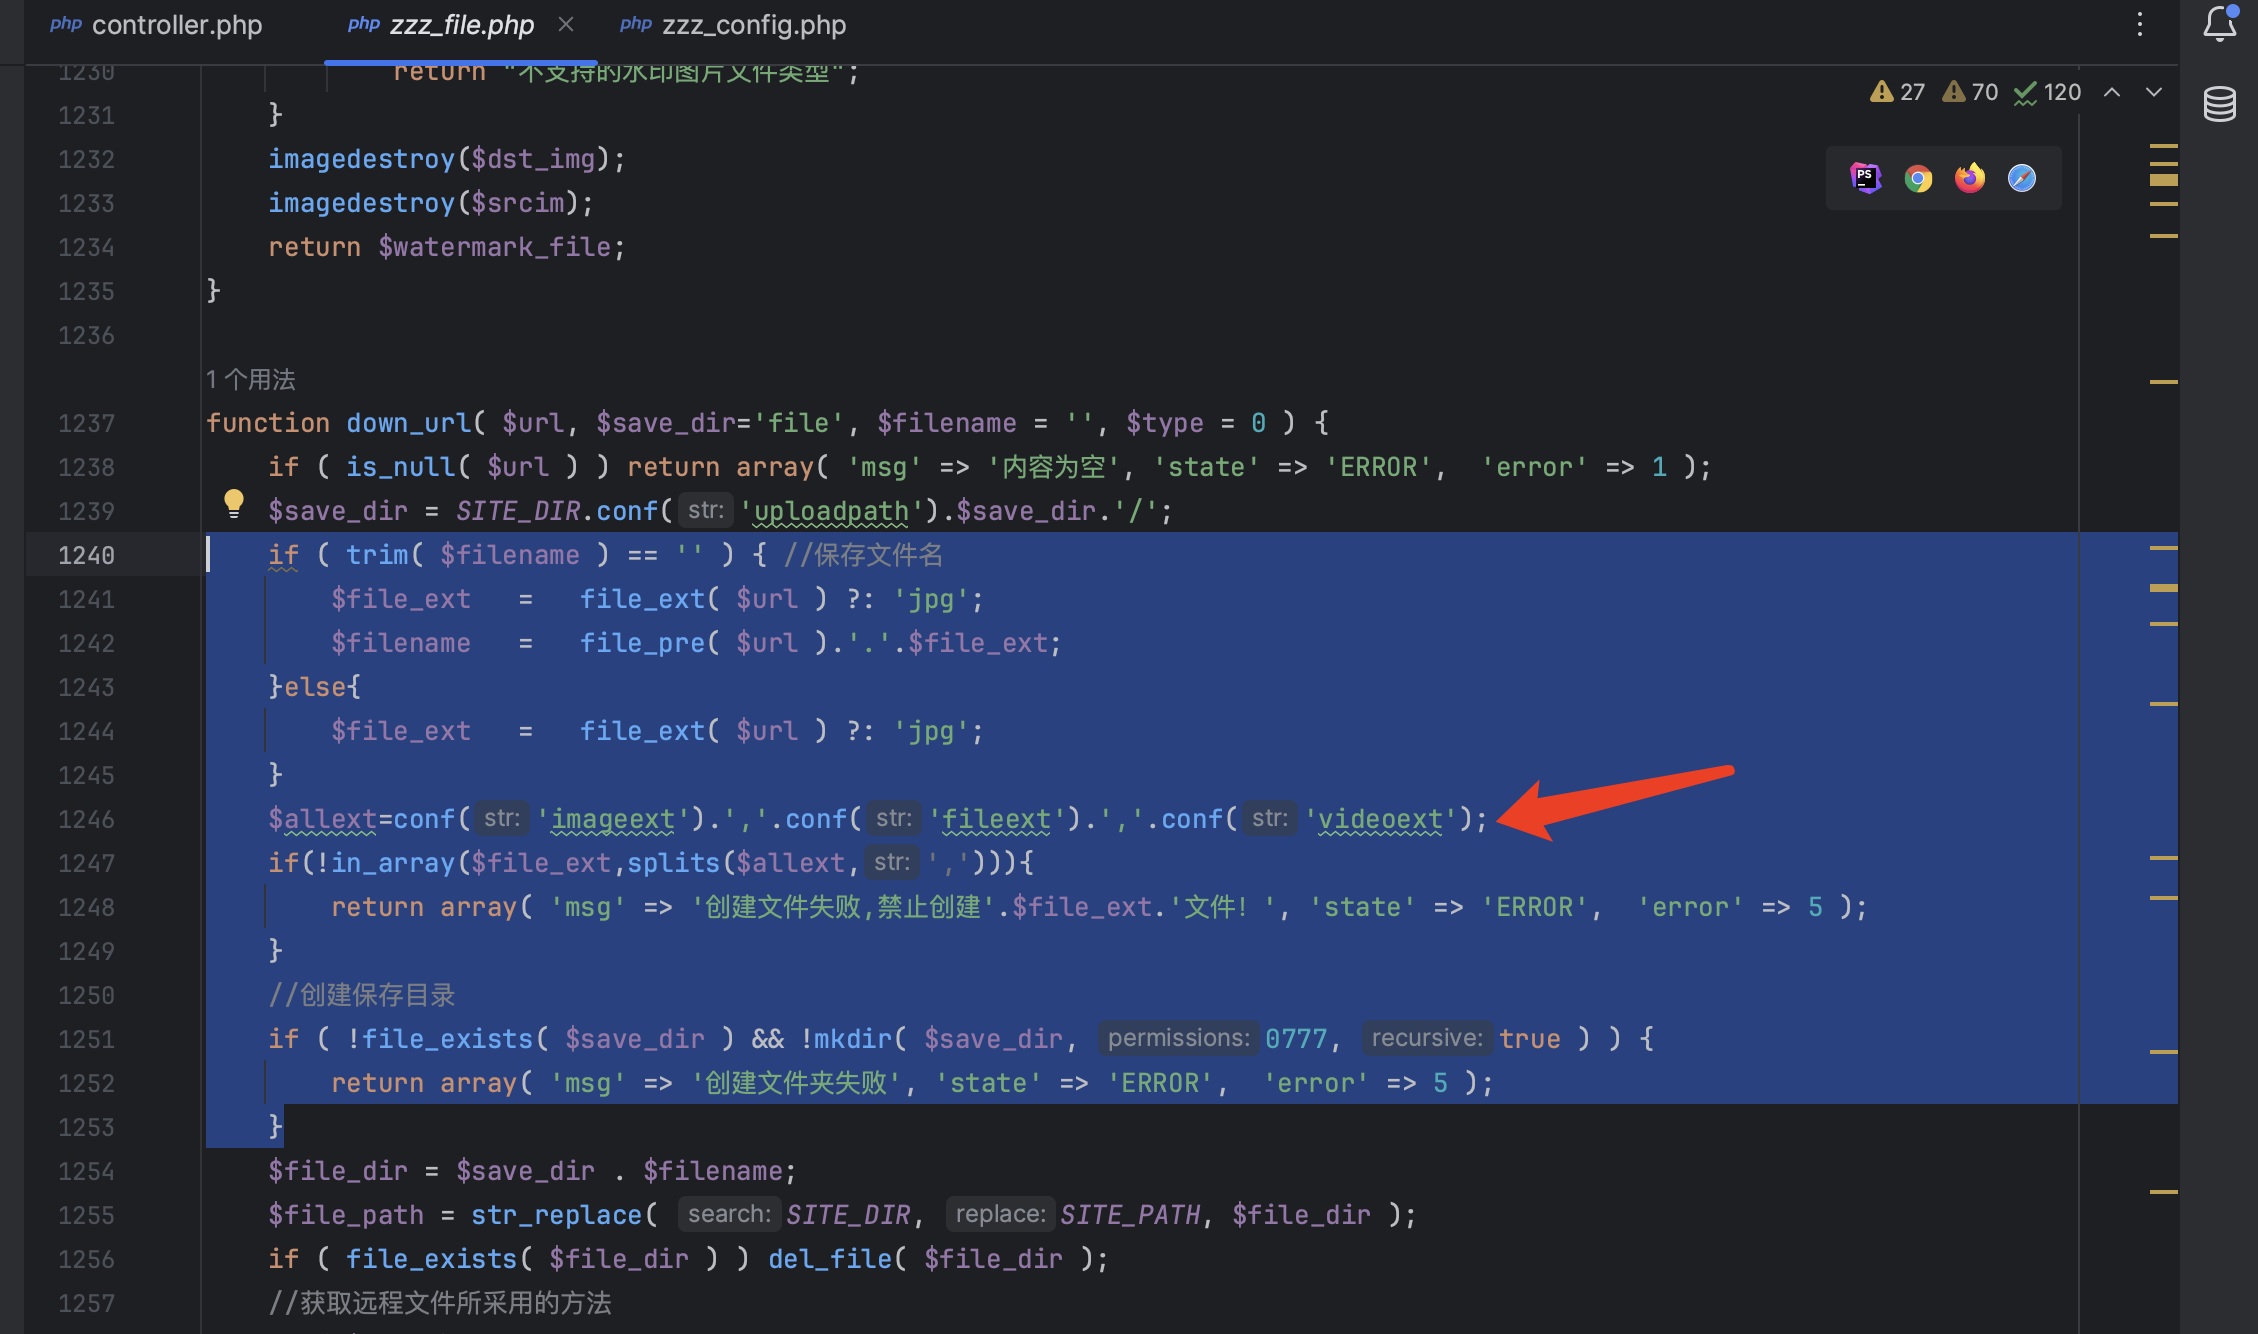 php controller.php php zzz_file.php php zzz_config.php
1230 return "不支持的水印图片文件类型";
27 70 120
1231 }
1232 imagedestroy($dst_img);
1233 imagedestroy($srcim);
1234 return $watermark_file;
1235 }
1236
1 个用法
1237 function down_url( $url, $save_dir='file', $filename = '', $type = 0 ) {
1238 if ( is_null( $url ) ) return array( 'msg' => '内容为空', 'state' => 'ERROR', 'error' => 1 );
1239 $save_dir = SITE_DIR.conf( str: 'uploadpath').$save_dir.'/';
1240 if ( trim( $filename ) == '' ) { //保存文件名
1241 $file_ext = file_ext( $url ) ?: 'jpg';
1242 $filename = file_pre( $url ).'.'.$file_ext;
1243 }else{
1244 $file_ext = file_ext( $url ) ?: 'jpg';
1245 }
1246 $allext=conf( str: 'imageext').','.conf( str: 'fileext').','.conf( str: 'videoext');
1247 if(!in_array($file_ext,splits($allext, str: ','))){
1248 return array( 'msg' => '创建文件失败,禁止创建'.$file_ext.'文件！', 'state' => 'ERROR', 'error' => 5 );
1249 }
1250 //创建保存目录
1251 if ( !file_exists( $save_dir ) && !mkdir( $save_dir, permissions: 0777, recursive: true ) ) {
1252 return array( 'msg' => '创建文件夹失败', 'state' => 'ERROR', 'error' => 5 );
1253 }
1254 $file_dir = $save_dir . $filename;
1255 $file_path = str_replace( search: SITE_DIR, replace: SITE_PATH, $file_dir );
1256 if ( file_exists( $file_dir ) ) del_file( $file_dir );
1257 //获取远程文件所采用的方法